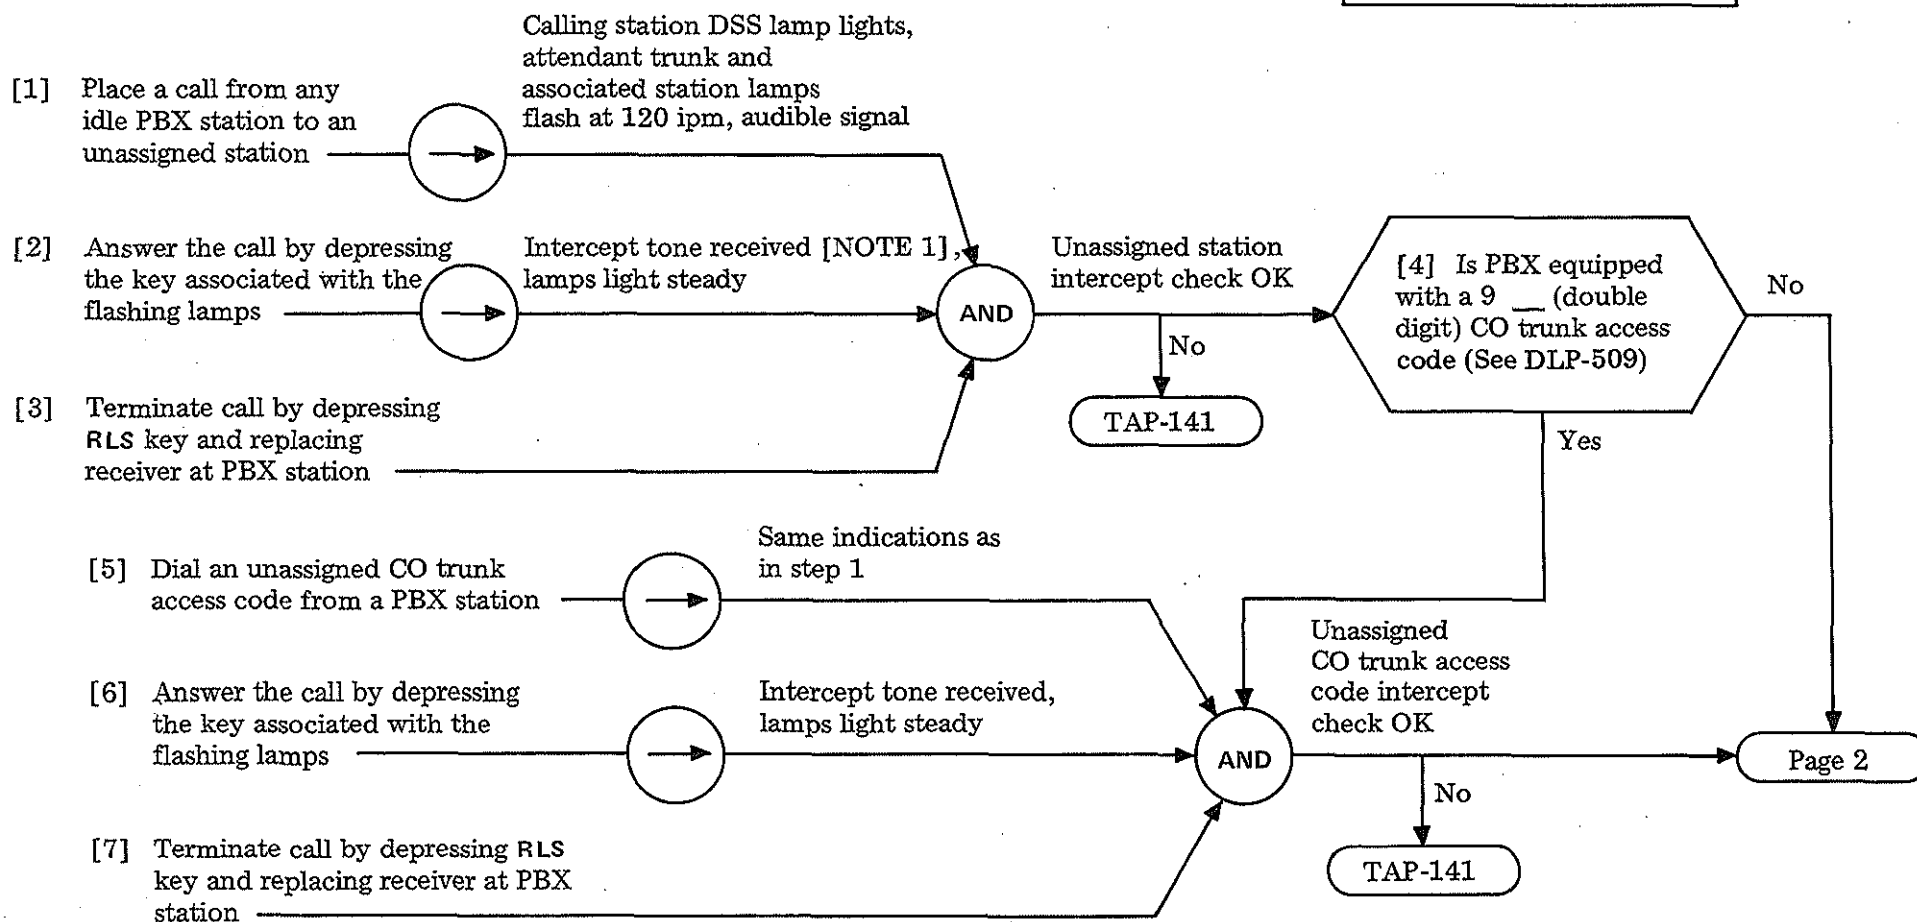 Calling station DSS lamp lights,
attendant trunk and
associated station lamps
flash at 120 ipm, audible signal
[1] Place a call from any
idle PBX station to an
unassigned station
[2] Answer the call by depressing
the key associated with the
flashing lamps
Intercept tone received [NOTE 1],
lamps light steady
AND
Unassigned station
intercept check OK
No
TAP-141
[4] Is PBX equipped
with a 9 __ (double
digit) CO trunk access
code (See DLP-509)
No
Yes
[3] Terminate call by depressing
RLS key and replacing
receiver at PBX station
[5] Dial an unassigned CO trunk
access code from a PBX station
Same indications as
in step 1
[6] Answer the call by depressing
the key associated with the
flashing lamps
Intercept tone received,
lamps light steady
AND
Unassigned
CO trunk access
code intercept
check OK
No
TAP-141
Page 2
[7] Terminate call by depressing RLS
key and replacing receiver at PBX
station